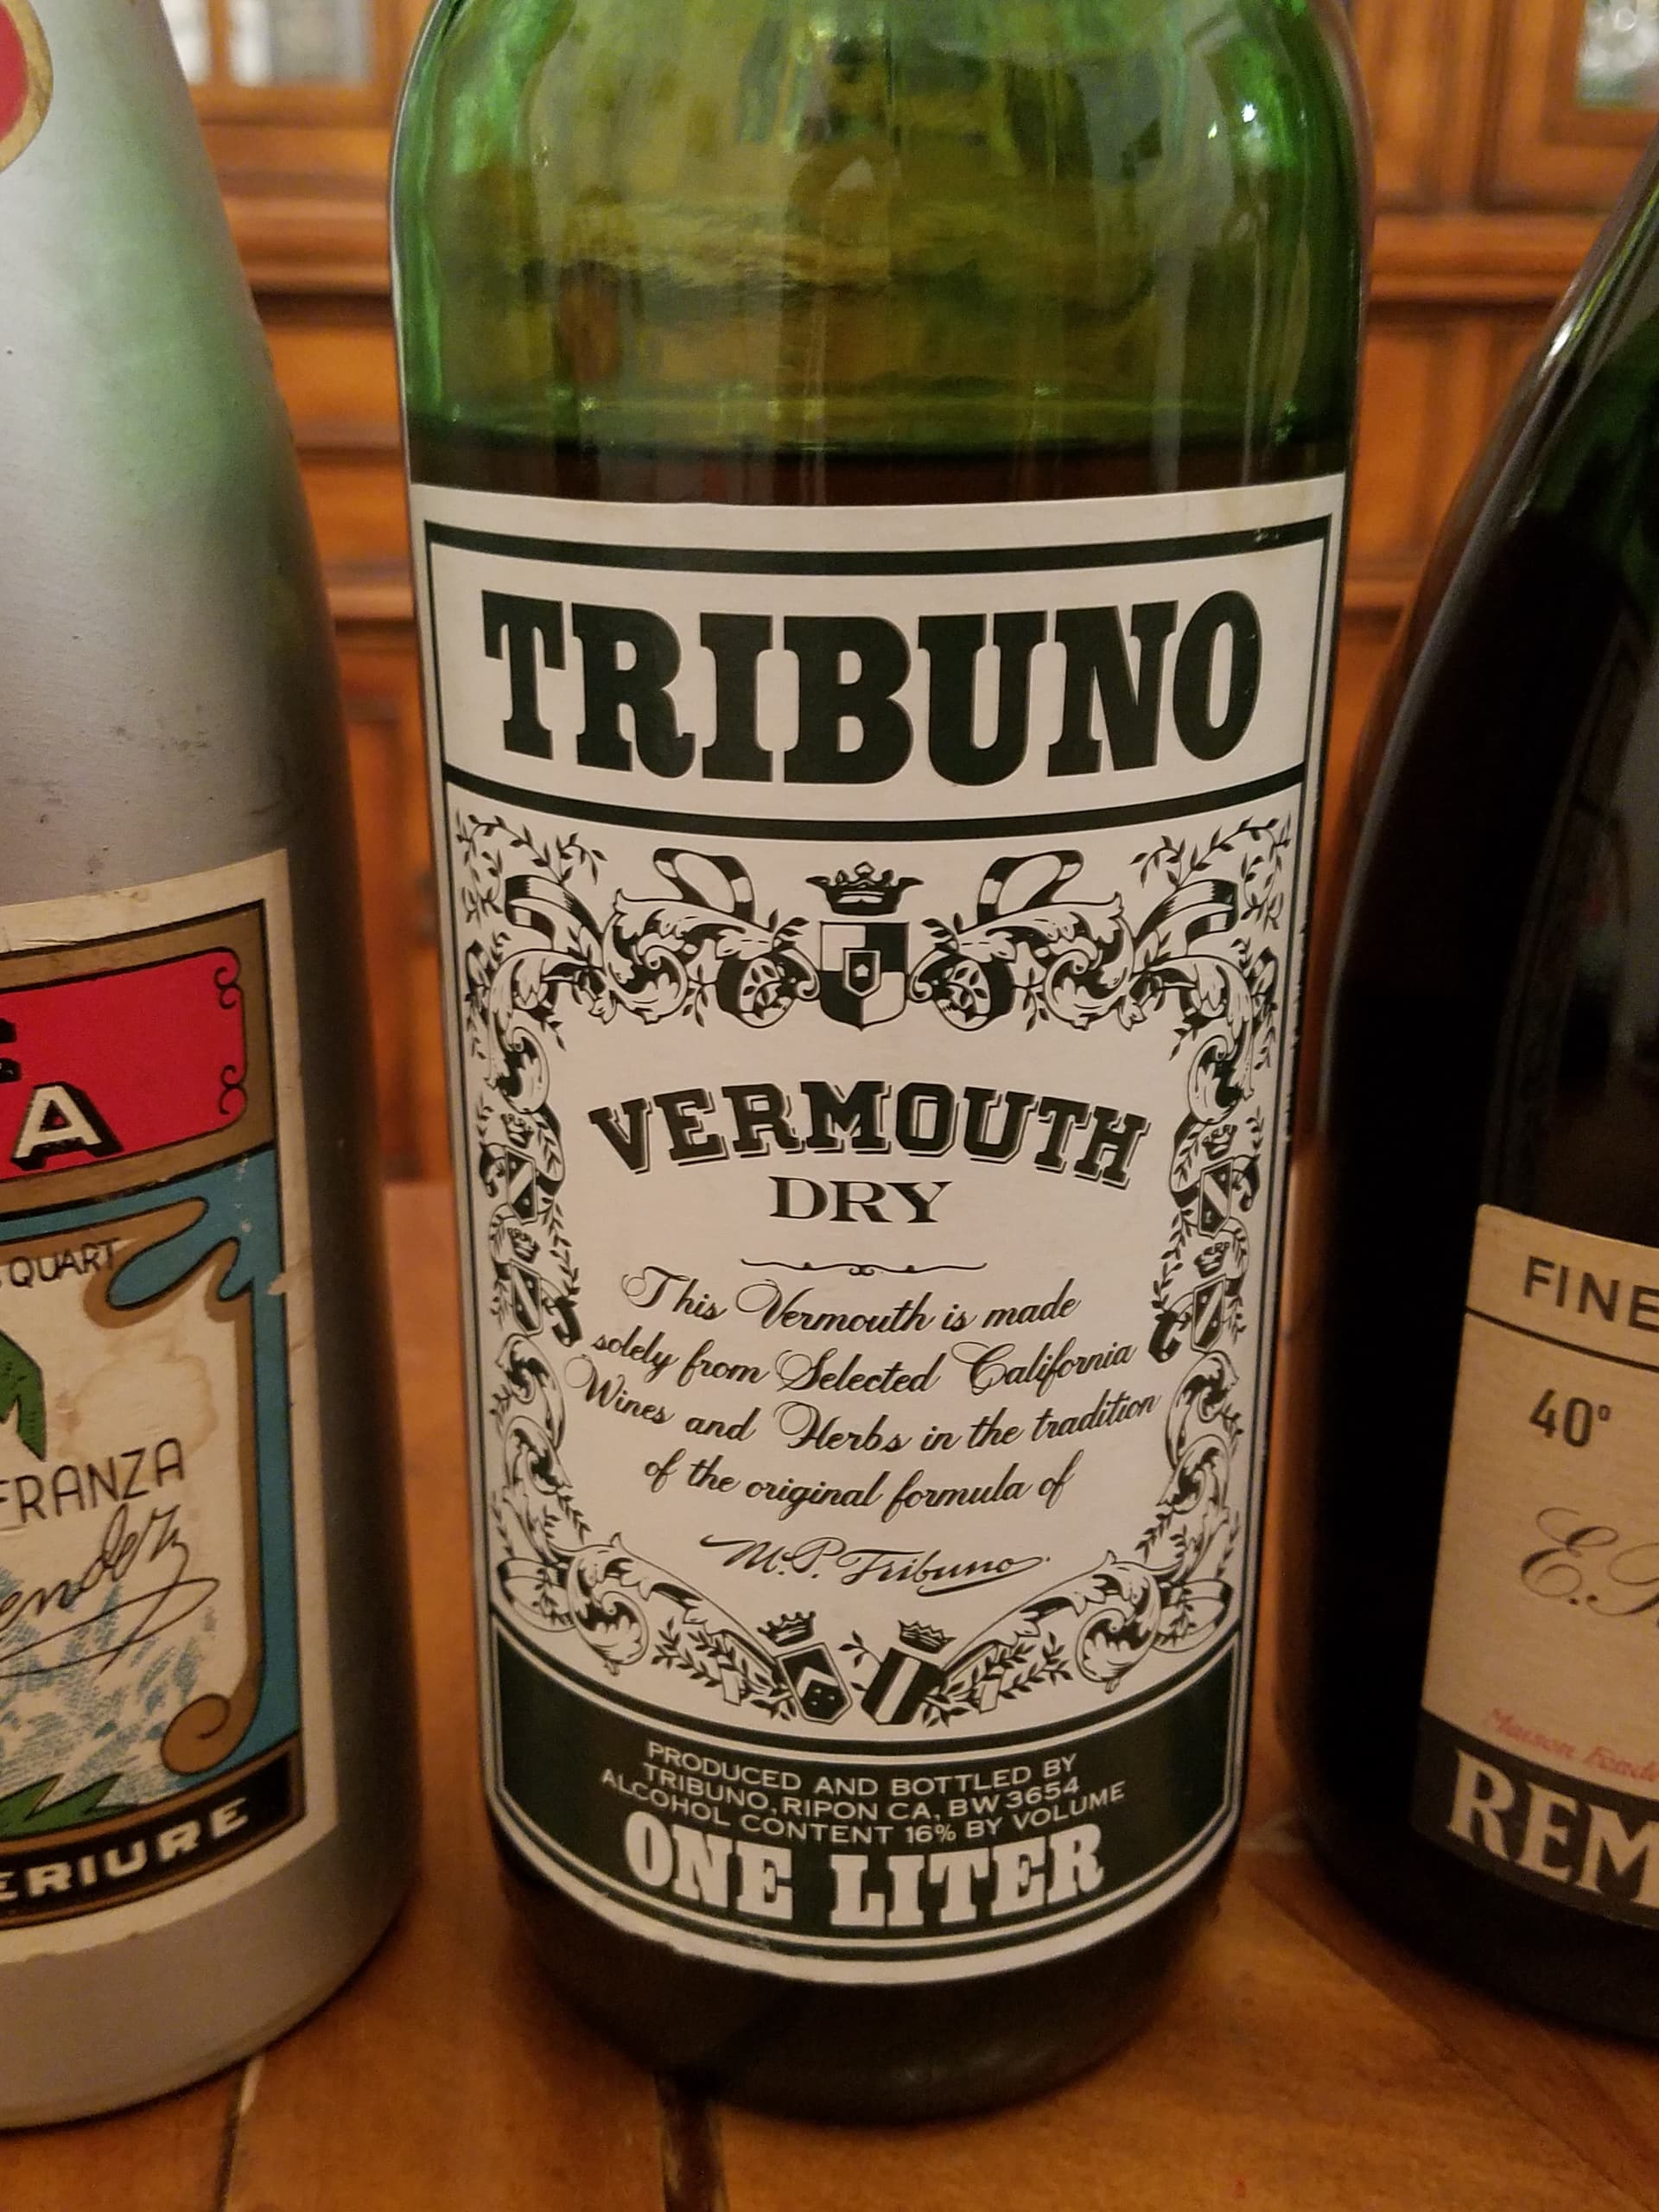 TRIBUNO
VERMOUTH
DRY
This Vermouth is made
solely from Selected California
Wines and Herbs in the tradition
of the original formula of
M.P. Tribuno
PRODUCED AND BOTTLED BY
TRIBUNO, RIPON CA, BW 3654
ALCOHOL CONTENT 16% BY VOLUME
ONE LITER
A
QUART
FRANZA
ERIURE
FINE
40°
E.
REM